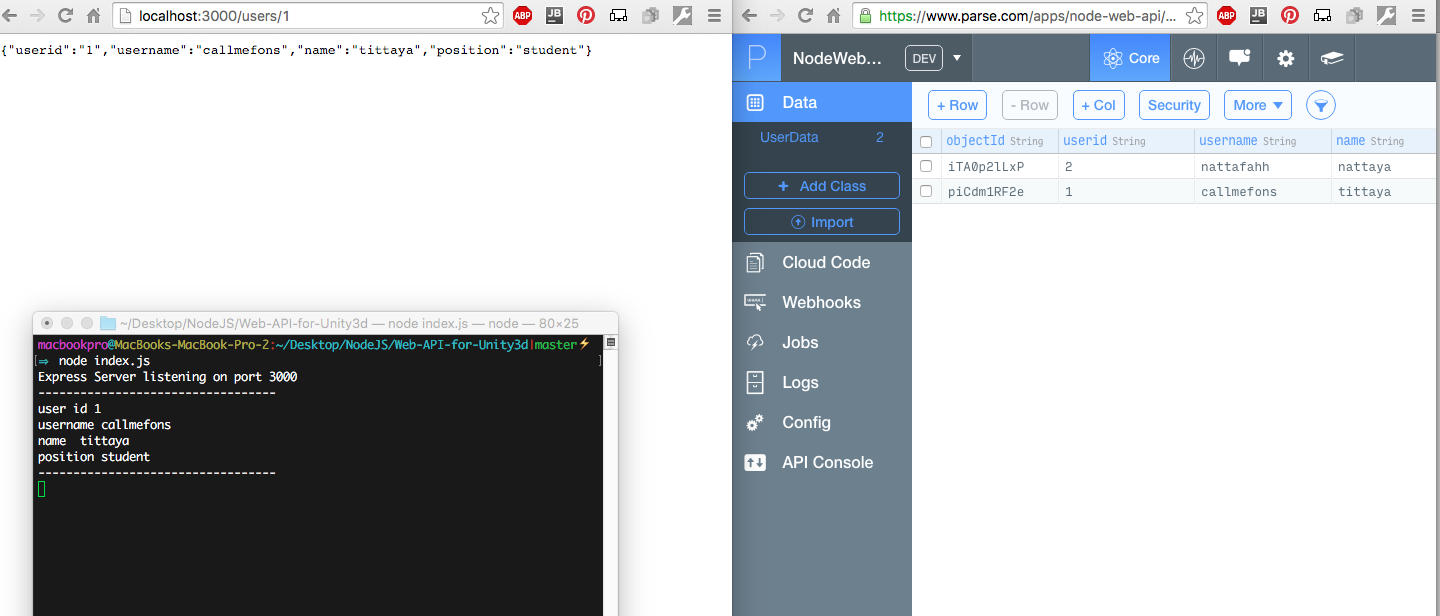 localhost:3000/users/1
ABP
JB
{"userid":"1","username":"callmefons","name":"tittaya","position":"student"}
~/Desktop/NodeJS/Web-API-for-Unity3d — node index.js — node — 80×25
macbookpro@MacBooks-MacBook-Pro-2:~/Desktop/NodeJS/Web-API-for-Unity3d|master⚡
[⇒ node index.js ]
Express Server listening on port 3000
----------------------------------
user id 1
username callmefons
name  tittaya
position student
----------------------------------
https://www.parse.com/apps/node-web-api/...
ABP
JB
P
NodeWeb...
DEV
Core
Data
UserData 2
+ Add Class
Import
Cloud Code
Webhooks
Jobs
Logs
Config
API Console
+ Row
- Row
+ Col
Security
More
objectId String userid String username String name String
iTA0p2lLxP 2 nattafahh nattaya
piCdm1RF2e 1 callmefons tittaya